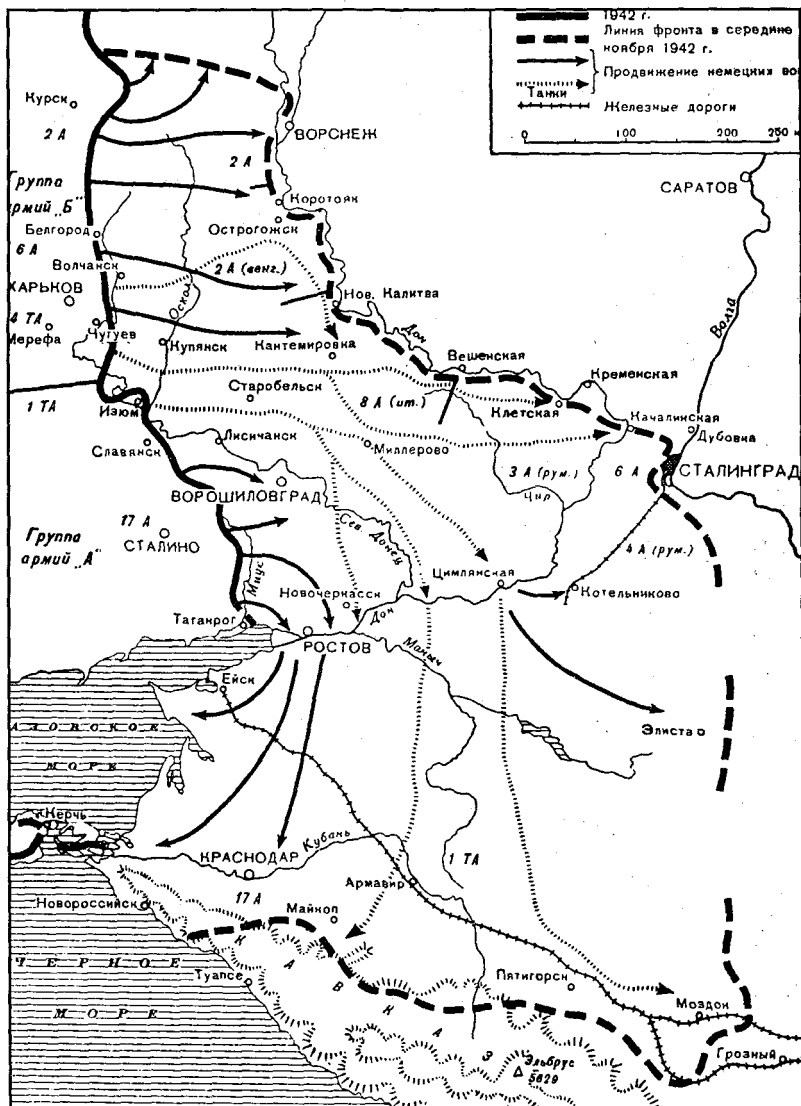 1942 г.
Линия фронта в середине
ноября 1942 г.
Продвижение немецких во
Танки
Железные дороги
0 100 200 250 к
Курск
2 А
ВОРСНЕЖ
2 А
Группа
рмий „Б"
САРАТОВ
Коротояк
Острогожск
Белгород
6 А
Волчанск
2 А (венг.)
ХАРЬКОВ
Оскол
Волга
Нов. Калитва
4 ТА
Мерефа
Чугуев
Купянск
Кантемировка
Дон
Вешенская
Кременская
Старобельск
8 А (ит.)
Клетская
1 ТА
Изюм
Качалинская
Дубовка
Славянск
Лисичанск
Миллерово
3 А (рум.)
6 А
СТАЛИНГРАД
ВОРОШИЛОВГРАД
Чир
17 А
СТАЛИНО
Сев. Донец
4 А (рум.)
Группа
армий „А"
Миус
Цимлянская
Котельниково
Новочеркасск
Дон
Таганрог
РОСТОВ
Маныч
Ейск
Элиста
АЗОВСКОЕ
МОРЕ
Керчь
КРАСНОДАР
Кубань
1 ТА
17 А
Армавир
Новороссийск
Майкоп
КАВКАЗ
ЧЕРНОЕ
МОРЕ
Туапсе
Пятигорск
Моздон
Эльбрус
5629
Грозный